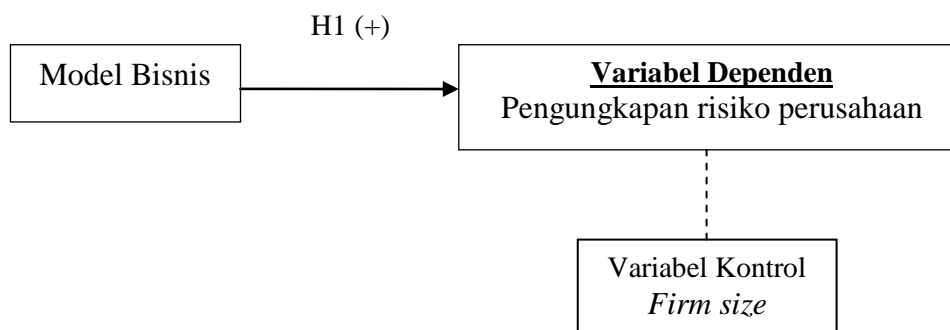 H1 (+)
Model Bisnis
Variabel Dependen
Pengungkapan risiko perusahaan
Variabel Kontrol
Firm size